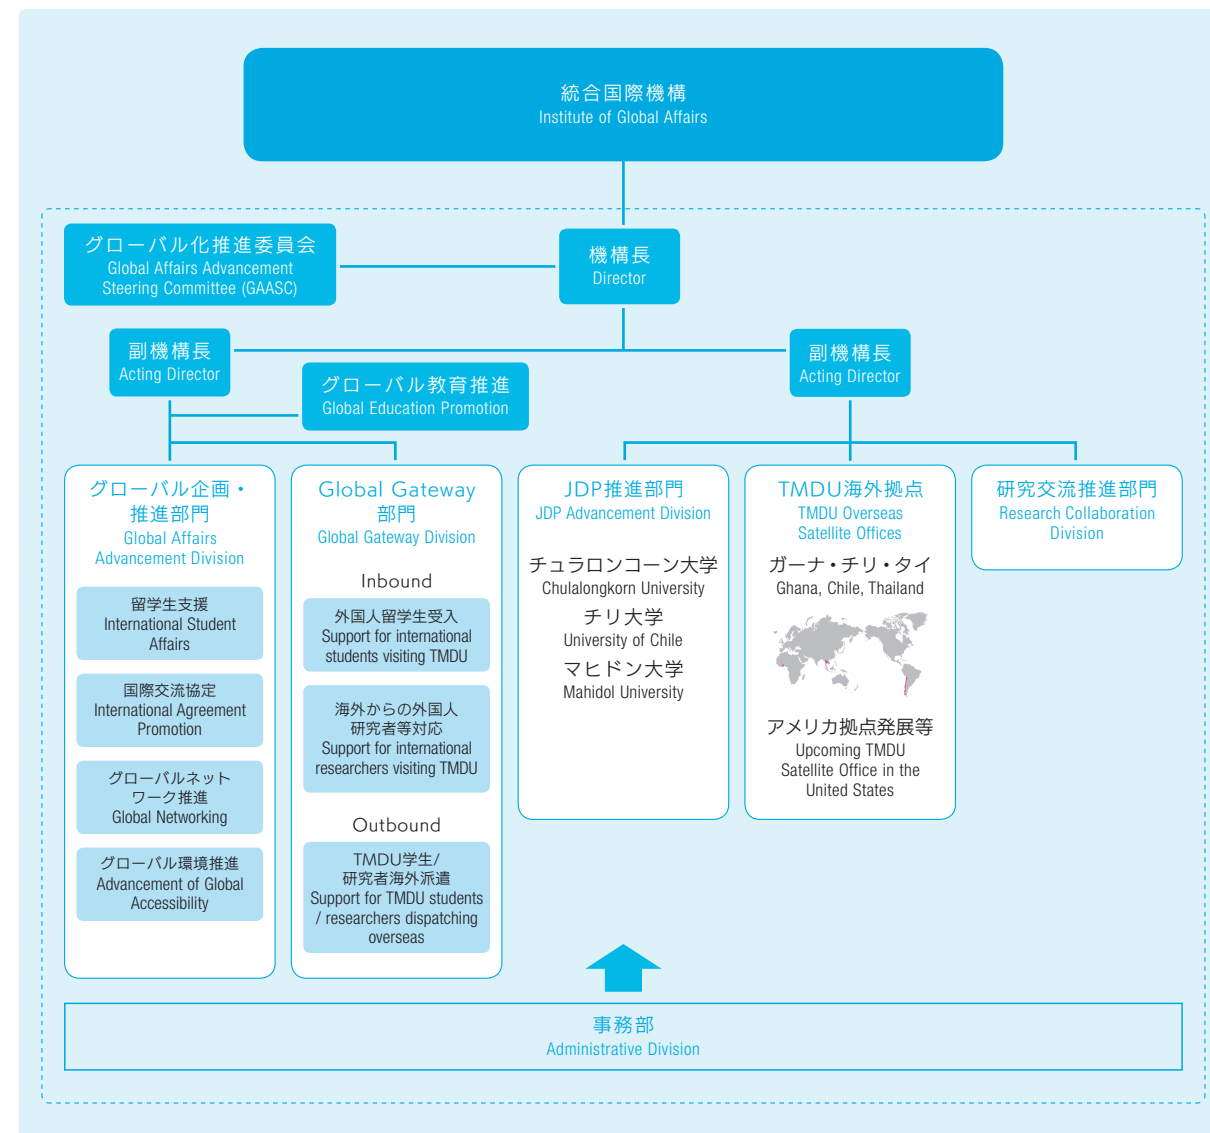 統合国際機構
Institute of Global Affairs
グローバル化推進委員会
Global Affairs Advancement
Steering Committee (GAASC)
機構長
Director
副機構長
Acting Director
グローバル教育推進
Global Education Promotion
副機構長
Acting Director
グローバル企画・
推進部門
Global Affairs
Advancement Division
留学生支援
International Student
Affairs
国際交流協定
International Agreement
Promotion
グローバルネット
ワーク推進
Global Networking
グローバル環境推進
Advancement of Global
Accessibility
Global Gateway
部門
Global Gateway Division
Inbound
外国人留学生受入
Support for international
students visiting TMDU
海外からの外国人
研究者等対応
Support for international
researchers visiting TMDU
Outbound
TMDU学生/
研究者海外派遣
Support for TMDU students
/ researchers dispatching
overseas
JDP推進部門
JDP Advancement Division
チュラロンコーン大学
Chulalongkorn University
チリ大学
University of Chile
マヒドン大学
Mahidol University
TMDU海外拠点
TMDU Overseas
Satellite Offices
ガーナ・チリ・タイ
Ghana, Chile, Thailand
アメリカ拠点発展等
Upcoming TMDU
Satellite Office in the
United States
研究交流推進部門
Research Collaboration
Division
事務部
Administrative Division